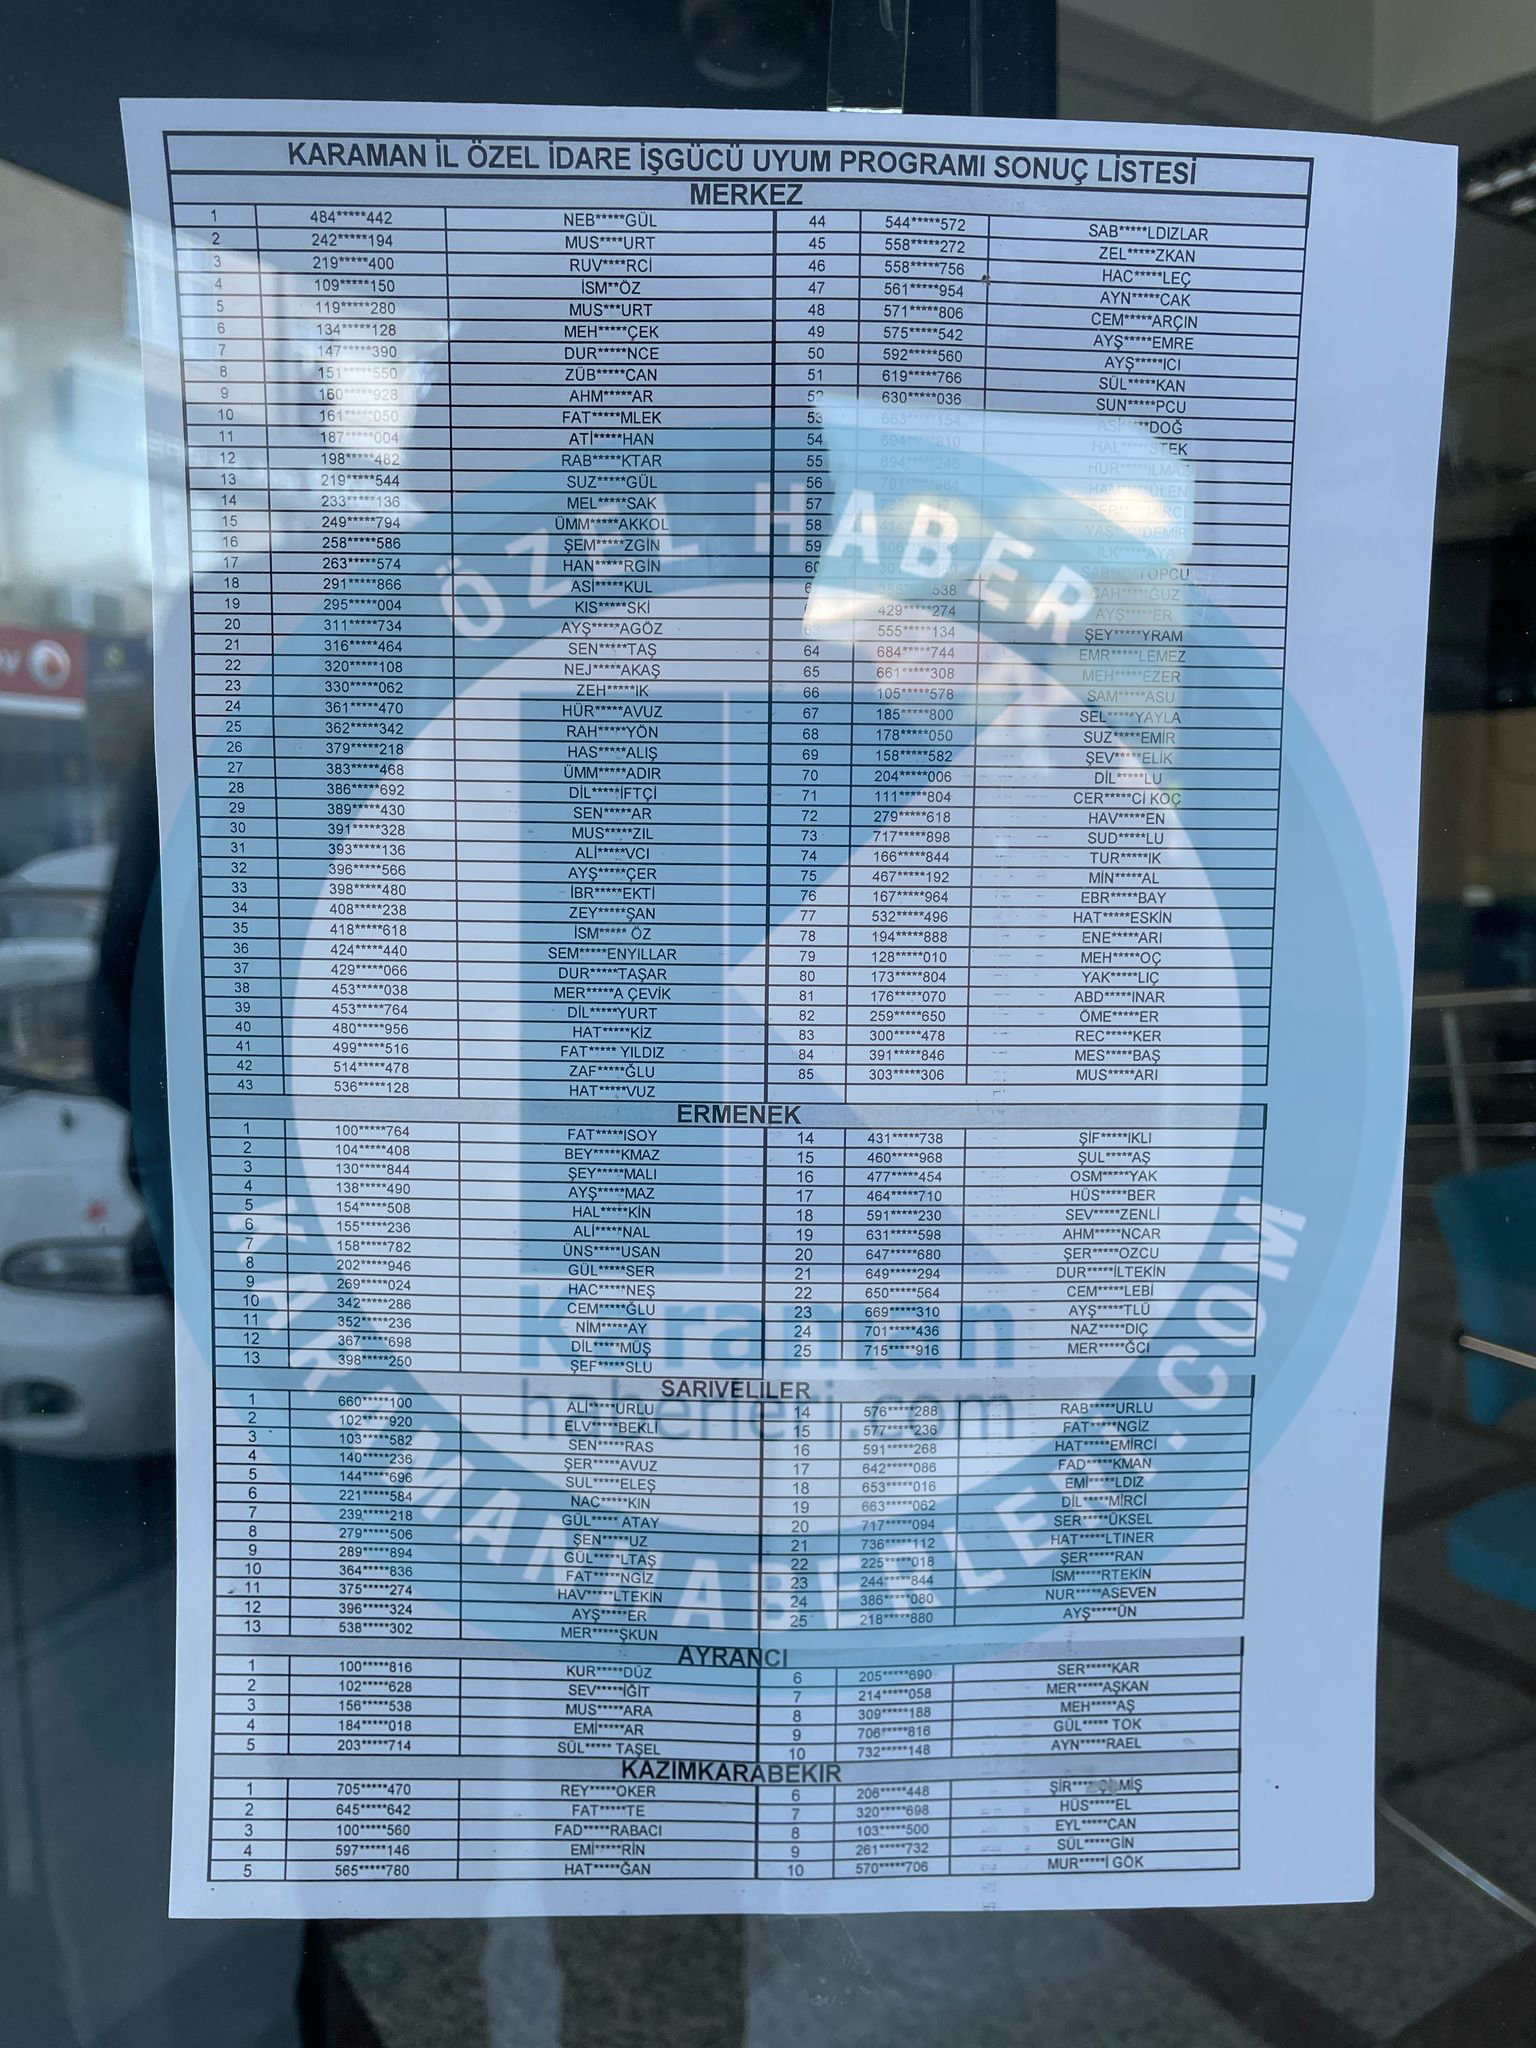 KARAMAN İL ÖZEL İDARE İŞGÜCÜ UYUM PROGRAMI SONUÇ LİSTESİ
MERKEZ
1 484*****442 NEB*****GÜL
2 242*****194 MUS****URT
3 219*****400 RUV*****RCİ
4 109*****150 İSM**ÖZ
5 119*****280 MUS***URT
6 134*****128 MEH*****ÇEK
7 147*****390 DUR*****NCE
8 151*****550 ZÜB*****CAN
9 160*****928 AHM*****AR
10 161*****050 FAT*****MLEK
11 187*****004 ATİ*****HAN
12 198*****482 RAB*****KTAR
13 219*****544 SUZ*****GÜL
14 233*****136 MEL*****SAK
15 249*****794 ÜMM*****AKKOL
16 258*****586 ŞEM*****ZGİN
17 263*****574 HAN*****RGİN
18 291*****866 ASİ*****KUL
19 295*****004 KIS*****SKİ
20 311*****734 AYŞ*****AGÖZ
21 316*****464 SEN*****TAŞ
22 320*****108 NEJ*****AKAŞ
23 330*****062 ZEH*****IK
24 361*****470 HÜR*****AVUZ
25 362*****342 RAH*****YÖN
26 379*****218 HAS*****ALIŞ
27 383*****468 ÜMM*****ADIR
28 386*****692 DİL*****İFTÇİ
29 389*****430 SEN*****AR
30 391*****328 MUS*****ZIL
31 393*****136 ALİ*****VCI
32 396*****566 AYŞ*****ÇER
33 398*****480 İBR*****EKTİ
34 408*****238 ZEY*****ŞAN
35 418*****618 İSM***** ÖZ
36 424*****440 SEM*****ENYILLAR
37 429*****066 DUR*****TAŞAR
38 453*****038 MER*****A ÇEVİK
39 453*****764 DİL*****YURT
40 480*****956 HAT*****KİZ
41 499*****516 FAT***** YILDIZ
42 514*****478 ZAF*****ĞLU
43 536*****128 HAT*****VUZ
44 544*****572 SAB*****LDIZLAR
45 558*****272 ZEL*****ZKAN
46 558*****756 HAC*****LEÇ
47 561*****954 AYN*****CAK
48 571*****806 CEM*****ARÇIN
49 575*****542 AYŞ*****EMRE
50 592*****560 AYŞ*****ICI
51 619*****766 SÜL*****KAN
52 630*****036 SUN*****PCU
53 663*****154 ASİ*****DOĞ
54 694*****810 HAL*****STEK
55 694*****246 HUR*****ILMAZ
56 701*****984 HAM*****ÜLEN
57 SER*****MİRCİ
58 YAŞ*****DEMİR
59 İLK*****AYA
60 SAB*****TOPCU
538 CAH*****ĞUZ
429*****274 AYŞ*****ER
63 555*****134 ŞEY*****YRAM
64 684*****744 EMR*****LEMEZ
65 661*****308 MEH*****EZER
66 105*****578 SAM*****ASU
67 185*****800 SEL*****YAYLA
68 178*****050 SUZ*****EMİR
69 158*****582 ŞEV*****ELİK
70 204*****006 DİL*****LU
71 111*****804 CER*****Cİ KOÇ
72 279*****618 HAV*****EN
73 717*****898 SUD*****LU
74 166*****844 TUR*****IK
75 467*****192 MİN*****AL
76 167*****964 EBR*****BAY
77 532*****496 HAT*****ESKİN
78 194*****888 ENE*****ARI
79 128*****010 MEH*****OÇ
80 173*****804 YAK*****LIÇ
81 176*****070 ABD*****INAR
82 259*****650 ÖME*****ER
83 300*****478 REC*****KER
84 391*****846 MES*****BAŞ
85 303*****306 MUS*****ARI
ERMENEK
1 100*****764 FAT*****ISOY
2 104*****408 BEY*****KMAZ
3 130*****844 ŞEY*****MALI
4 138*****490 AYŞ*****MAZ
5 154*****508 HAL*****KİN
6 155*****236 ALİ*****NAL
7 158*****782 ÜNS*****USAN
8 202*****946 GÜL*****SER
9 269*****024 HAC*****NEŞ
10 342*****286 CEM*****ĞLU
11 352*****236 NİM*****AY
12 367*****698 DİL*****MÜŞ
13 398*****250 ŞEF*****SLU
14 431*****738 ŞİF*****IKLI
15 460*****968 ŞUL*****AŞ
16 477*****454 OSM*****YAK
17 464*****710 HÜS*****BER
18 591*****230 SEV*****ZENLİ
19 631*****598 AHM*****NCAR
20 647*****680 ŞER*****OZCU
21 649*****294 DUR*****İLTEKİN
22 650*****564 CEM*****LEBİ
23 669*****310 AYŞ*****TLÜ
24 701*****436 NAZ*****DIÇ
25 715*****916 MER*****ĞCI
SARIVELİLER
1 660*****100 ALİ*****URLU
2 102*****920 ELV*****BEKLİ
3 103*****582 SEN*****RAS
4 140*****236 ŞER*****AVUZ
5 144*****696 SUL*****ELEŞ
6 221*****584 NAC*****KIN
7 239*****218 GÜL***** ATAY
8 279*****506 ŞEN*****UZ
9 289*****894 GÜL*****LTAŞ
10 364*****836 FAT*****NGİZ
11 375*****274 HAV*****LTEKİN
12 396*****324 AYŞ*****ER
13 538*****302 MER*****ŞKUN
14 576*****288 RAB*****URLU
15 577*****236 FAT*****NGİZ
16 591*****268 HAT*****EMİRCİ
17 642*****086 FAD*****KMAN
18 653*****016 EMİ*****LDIZ
19 663*****062 DİL*****MİRCİ
20 717*****094 SER*****ÜKSEL
21 736*****112 HAT*****LTINER
22 225*****018 ŞER*****RAN
23 244*****844 İSM*****RTEKİN
24 386*****080 NUR*****ASEVEN
25 218*****880 AYŞ*****ÜN
AYRANCI
1 100*****816 KUR*****DÜZ
2 102*****628 SEV*****İĞİT
3 156*****538 MUS*****ARA
4 184*****018 EMİ*****AR
5 203*****714 SÜL***** TAŞEL
6 205*****690 SER*****KAR
7 214*****058 MER*****AŞKAN
8 309*****188 MEH*****AŞ
9 706*****816 GÜL***** TOK
10 732*****148 AYN*****RAEL
KAZIMKARABEKİR
1 705*****470 REY*****OKER
2 645*****642 FAT*****TE
3 100*****560 FAD*****RABACI
4 597*****146 EMİ*****RİN
5 565*****780 HAT*****ĞAN
6 206*****448 ŞİR*****MİŞ
7 320*****698 HÜS*****EL
8 103*****500 EYL*****CAN
9 261*****732 SÜL*****GİN
10 570*****706 MUR*****İ GÖK
ÖZEL HABER
Karaman
haberleri.com
KARAMANHABERLERI.COM